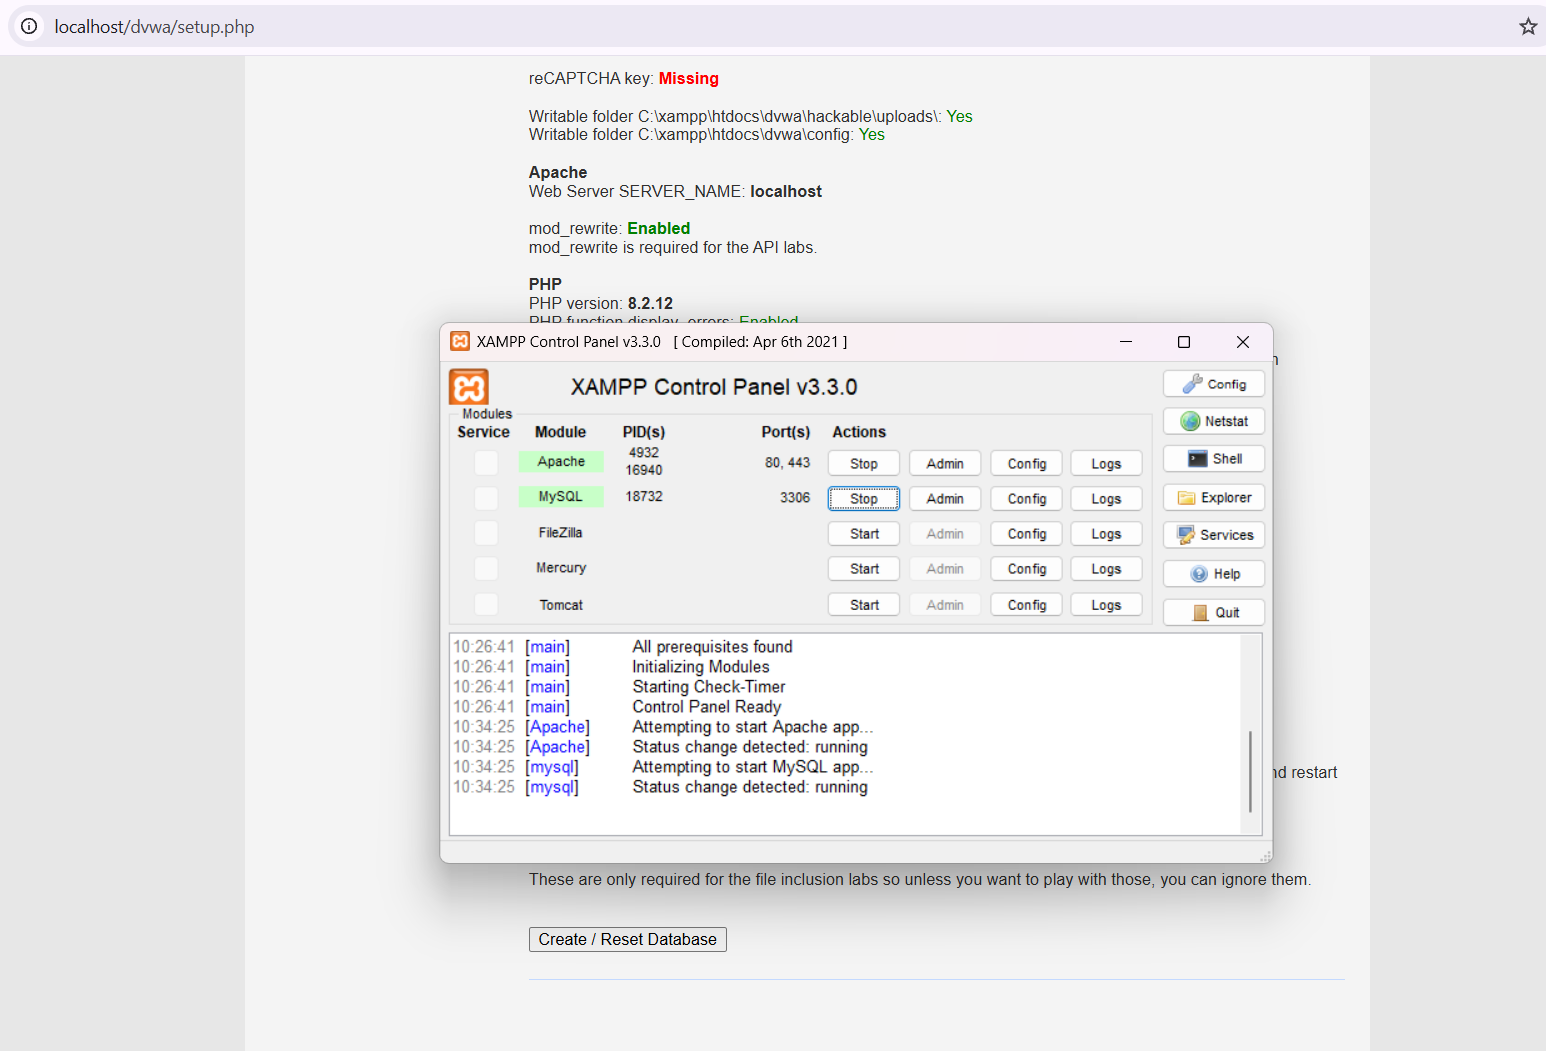 localhost/dvwa/setup.php
reCAPTCHA key: Missing
Writable folder C:\xampp\htdocs\dvwa\hackable\uploads\: Yes
Writable folder C:\xampp\htdocs\dvwa\config: Yes
Apache
Web Server SERVER_NAME: localhost
mod_rewrite: Enabled
mod_rewrite is required for the API labs.
PHP
PHP version: 8.2.12
PHP function display_errors: Enabled
XAMPP Control Panel v3.3.0 [ Compiled: Apr 6th 2021 ]
XAMPP Control Panel v3.3.0
Config
Modules
Service Module PID(s) Port(s) Actions
Netstat
Apache 4932 16940 80, 443 Stop Admin Config Logs
Shell
MySQL 18732 3306 Stop Admin Config Logs
Explorer
FileZilla Start Admin Config Logs
Services
Mercury Start Admin Config Logs
Help
Tomcat Start Admin Config Logs
Quit
10:26:41 [main] All prerequisites found
10:26:41 [main] Initializing Modules
10:26:41 [main] Starting Check-Timer
10:26:41 [main] Control Panel Ready
10:34:25 [Apache] Attempting to start Apache app...
10:34:25 [Apache] Status change detected: running
10:34:25 [mysql] Attempting to start MySQL app...
10:34:25 [mysql] Status change detected: running
restart
These are only required for the file inclusion labs so unless you want to play with those, you can ignore them.
Create / Reset Database